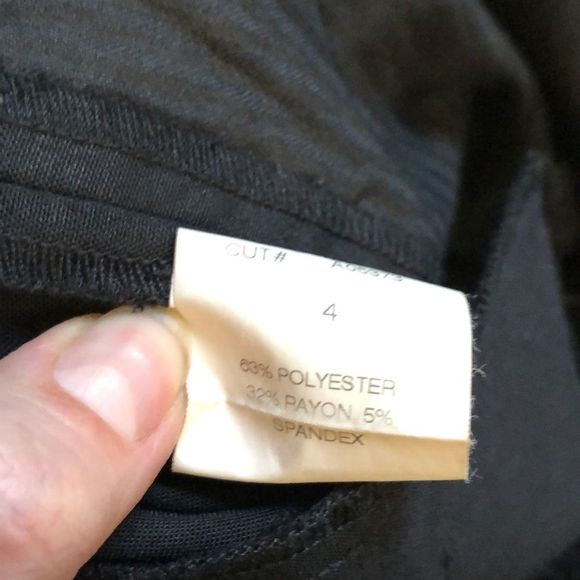 CUT#
4
63% POLYESTER
32% RAYON, 5%
SPANDEX